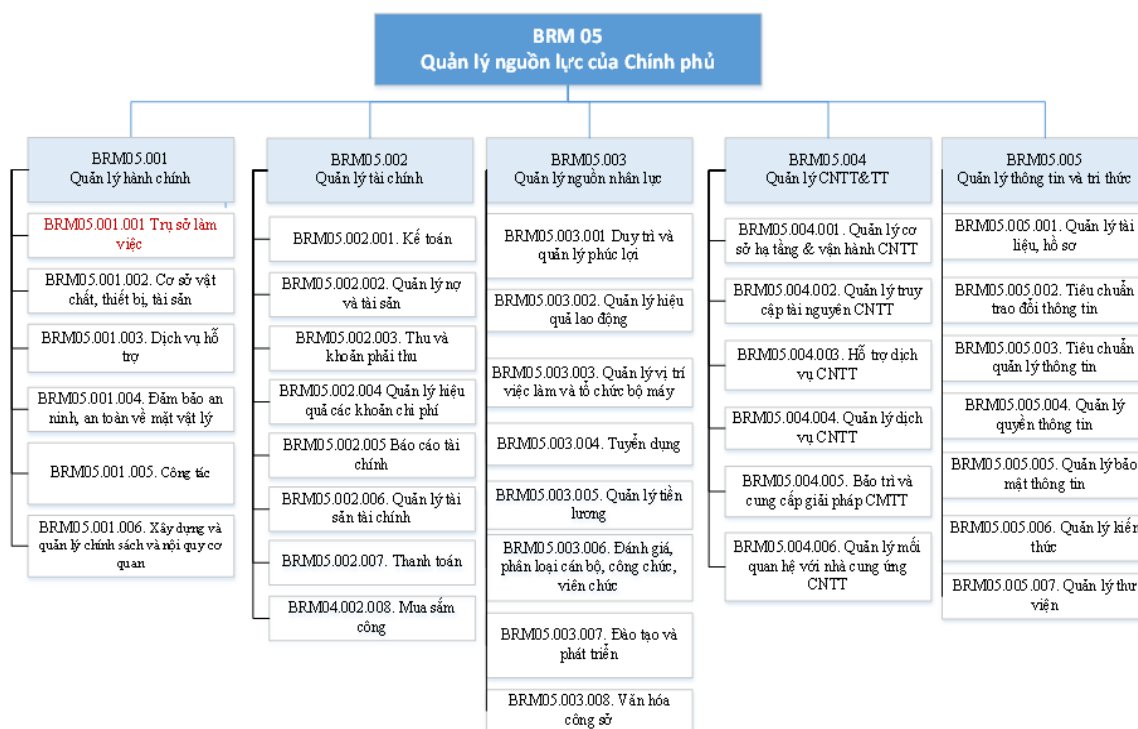 BRM 05
Quản lý nguồn lực của Chính phủ
BRM05.001
Quản lý hành chính
BRM05.001.001 Trụ sở làm
việc
BRM05.001.002. Cơ sở vật
chất, thiết bị, tài sản
BRM05.001.003. Dịch vụ hỗ
trợ
BRM05.001.004. Đảm bảo an
ninh, an toàn về mặt vật lý
BRM05.001.005. Công tác
BRM05.001.006. Xây dựng và
quản lý chính sách và nội quy cơ
quan
BRM05.002
Quản lý tài chính
BRM05.002.001. Kế toán
BRM05.002.002. Quản lý nợ
và tài sản
BRM05.002.003. Thu và
khoản phải thu
BRM05.002.004 Quản lý hiệu
quả các khoản chi phí
BRM05.002.005 Báo cáo tài
chính
BRM05.002.006. Quản lý tài
sản tài chính
BRM05.002.007. Thanh toán
BRM04.002.008. Mua sắm
công
BRM05.003
Quản lý nguồn nhân lực
BRM05.003.001 Duy trì và
quản lý phúc lợi
BRM05.003.002. Quản lý hiệu
quả lao động
BRM05.003.003. Quản lý vị trí
việc làm và tổ chức bộ máy
BRM05.003.004. Tuyển dụng
BRM05.003.005. Quản lý tiền
lương
BRM05.003.006. Đánh giá,
phân loại cán bộ, công chức,
viên chức
BRM05.003.007. Đào tạo và
phát triển
BRM05.003.008. Văn hóa
công sở
BRM05.004
Quản lý CNTT&TT
BRM05.004.001. Quản lý cơ
sở hạ tầng & vận hành CNTT
BRM05.004.002. Quản lý truy
cập tài nguyên CNTT
BRM05.004.003. Hỗ trợ dịch
vụ CNTT
BRM05.004.004. Quản lý dịch
vụ CNTT
BRM05.004.005. Bảo trì và
cung cấp giải pháp CMTT
BRM05.004.006. Quản lý mối
quan hệ với nhà cung ứng
CNTT
BRM05.005
Quản lý thông tin và tri thức
BRM05.005.001. Quản lý tài
liệu, hồ sơ
BRM05.005.002. Tiêu chuẩn
trao đổi thông tin
BRM05.005.003. Tiêu chuẩn
quản lý thông tin
BRM05.005.004. Quản lý
quyền thông tin
BRM05.005.005. Quản lý bảo
mật thông tin
BRM05.005.006. Quản lý kiến
thức
BRM05.005.007. Quản lý thư
viện